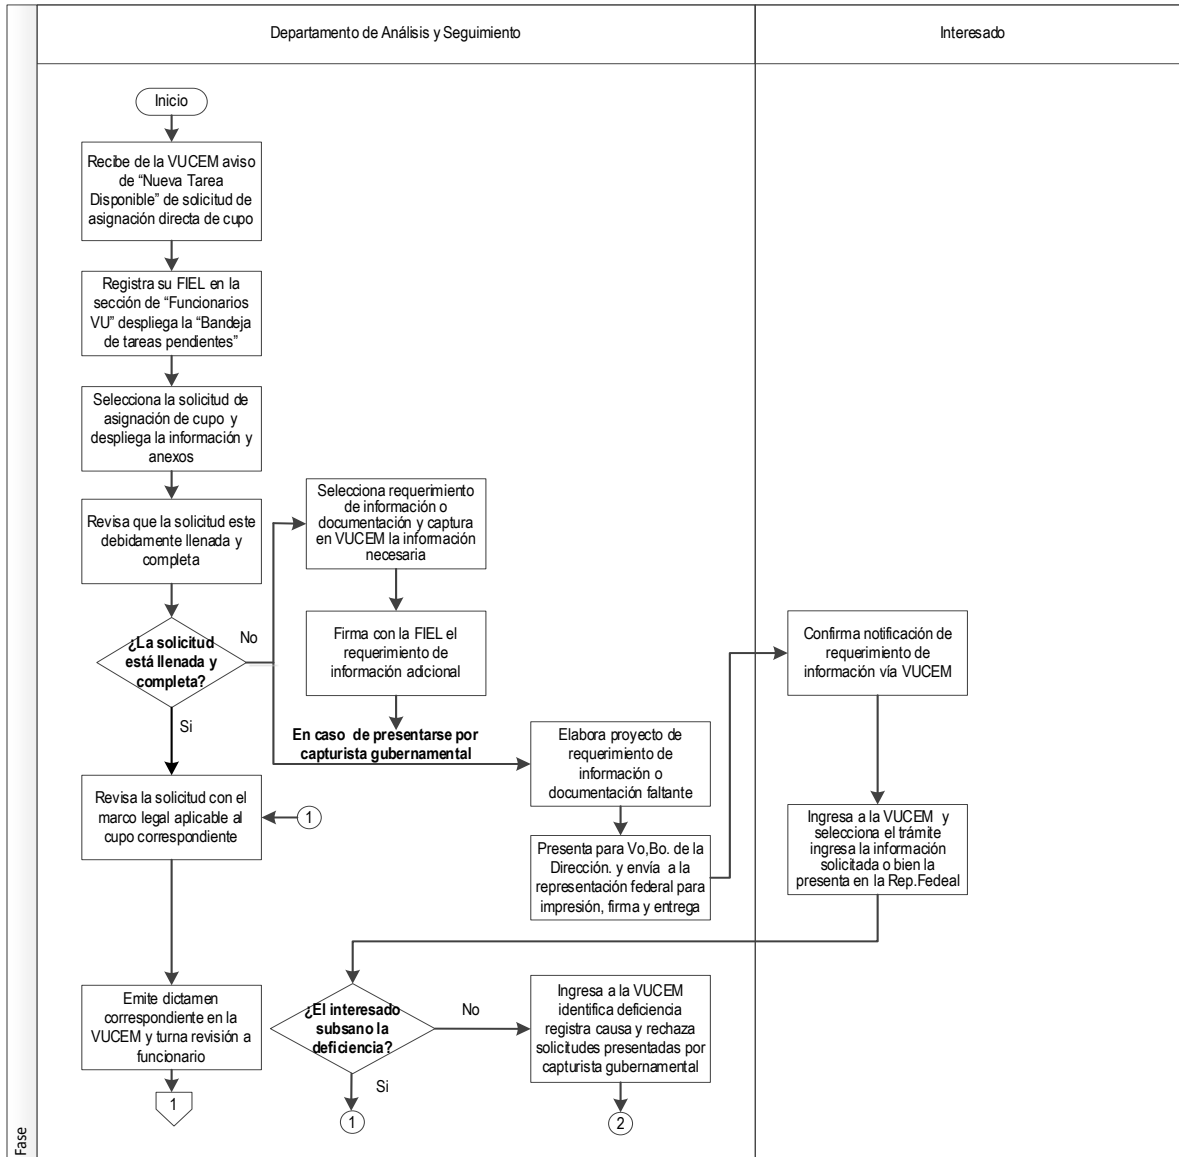 Departamento de Análisis y Seguimiento
Interesado
Inicio
Recibe de la VUCEM aviso
de “Nueva Tarea
Disponible” de solicitud de
asignación directa de cupo
Registra su FIEL en la
sección de “Funcionarios
VU” despliega la “Bandeja
de tareas pendientes”
Selecciona la solicitud de
asignación de cupo y
despliega la información y
anexos
Revisa que la solicitud este
debidamente llenada y
completa
¿La solicitud
está llenada y
completa?
No
Si
Selecciona requerimiento
de información o
documentación y captura
en VUCEM la información
necesaria
Firma con la FIEL el
requerimiento de
información adicional
En caso de presentarse por
capturista gubernamental
Elabora proyecto de
requerimiento de
información o
documentación faltante
Presenta para Vo,Bo. de la
Dirección. y envía a la
representación federal para
impresión, firma y entrega
Confirma notificación de
requerimiento de
información vía VUCEM
Ingresa a la VUCEM y
selecciona el trámite
ingresa la información
solicitada o bien la
presenta en la Rep.Fedeal
Revisa la solicitud con el
marco legal aplicable al
cupo correspondiente
1
Emite dictamen
correspondiente en la
VUCEM y turna revisión a
funcionario
1
¿El interesado
subsano la
deficiencia?
No
Si
1
Ingresa a la VUCEM
identifica deficiencia
registra causa y rechaza
solicitudes presentadas por
capturista gubernamental
2
Fase